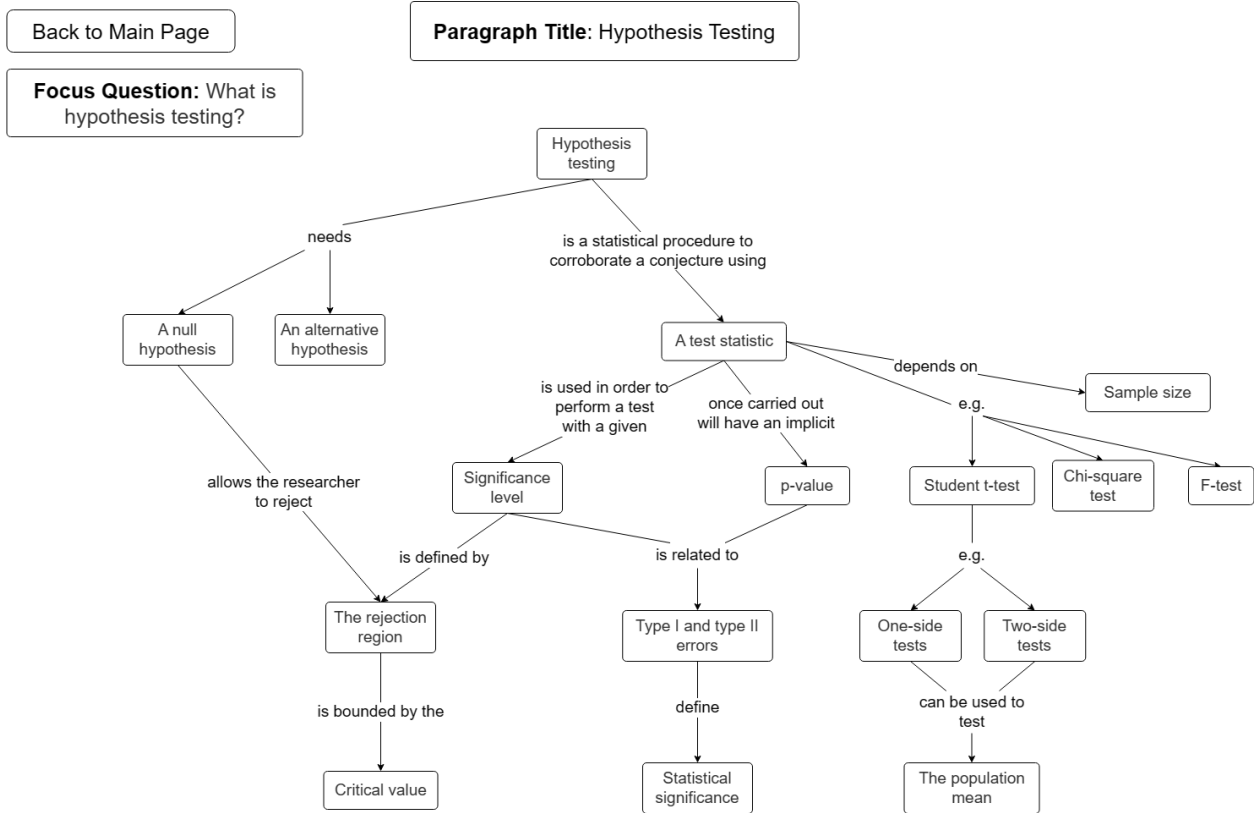 Back to Main Page
Paragraph Title: Hypothesis Testing
Focus Question: What is
hypothesis testing?
Hypothesis
testing
needs
is a statistical procedure to
corroborate a conjecture using
A null
hypothesis
An alternative
hypothesis
A test statistic
depends on
Sample size
is used in order to
perform a test
with a given
once carried out
will have an implicit
e.g.
Significance
level
p-value
Student t-test
Chi-square
test
F-test
allows the researcher
to reject
is defined by
is related to
e.g.
The rejection
region
Type I and type II
errors
One-side
tests
Two-side
tests
is bounded by the
define
can be used to
test
Critical value
Statistical
significance
The population
mean